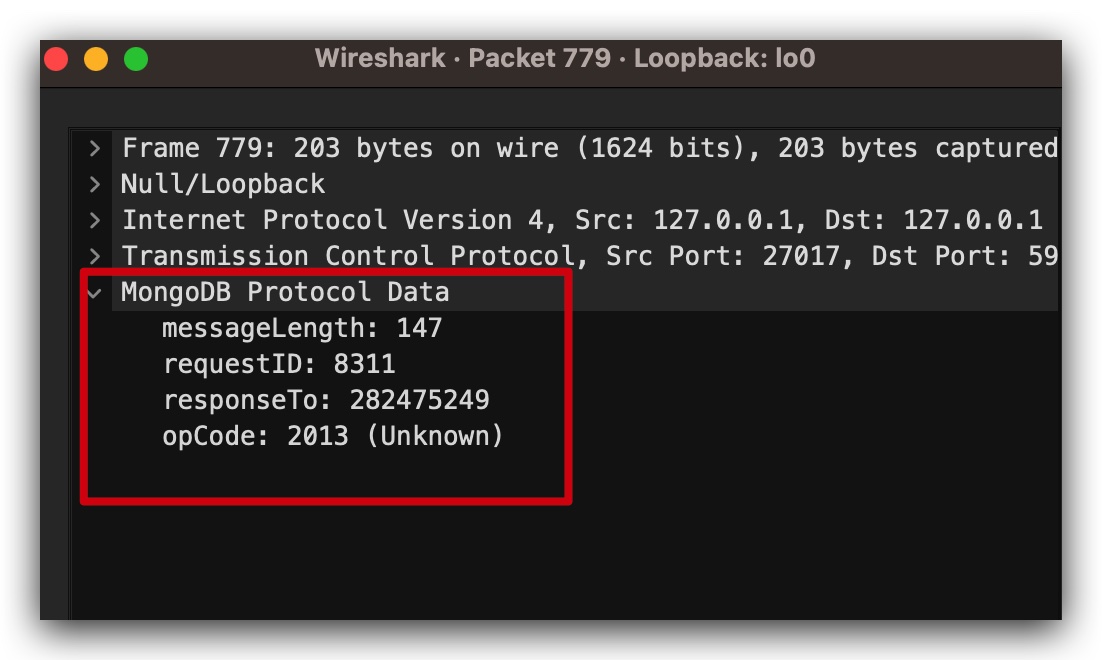 Wireshark · Packet 779 · Loopback: lo0
Frame 779: 203 bytes on wire (1624 bits), 203 bytes captured
Null/Loopback
Internet Protocol Version 4, Src: 127.0.0.1, Dst: 127.0.0.1
Transmission Control Protocol, Src Port: 27017, Dst Port: 59
MongoDB Protocol Data
messageLength: 147
requestID: 8311
responseTo: 282475249
opCode: 2013 (Unknown)